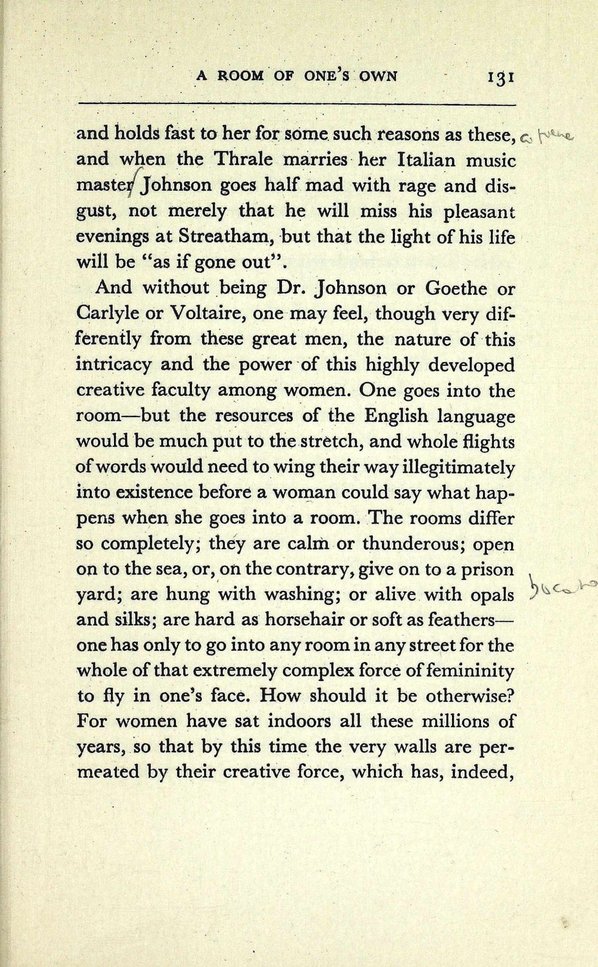 A ROOM OF ONE'S OWN 131
and holds fast to her for some such reasons as these,
and when the Thrale marries her Italian music
master Johnson goes half mad with rage and dis-
gust, not merely that he will miss his pleasant
evenings at Streatham, but that the light of his life
will be “as if gone out”.
And without being Dr. Johnson or Goethe or
Carlyle or Voltaire, one may feel, though very dif-
ferently from these great men, the nature of this
intricacy and the power of this highly developed
creative faculty among women. One goes into the
room—but the resources of the English language
would be much put to the stretch, and whole flights
of words would need to wing their way illegitimately
into existence before a woman could say what hap-
pens when she goes into a room. The rooms differ
so completely; they are calm or thunderous; open
on to the sea, or, on the contrary, give on to a prison
yard; are hung with washing; or alive with opals
and silks; are hard as horsehair or soft as feathers—
one has only to go into any room in any street for the
whole of that extremely complex force of femininity
to fly in one's face. How should it be otherwise?
For women have sat indoors all these millions of
years, so that by this time the very walls are per-
meated by their creative force, which has, indeed,